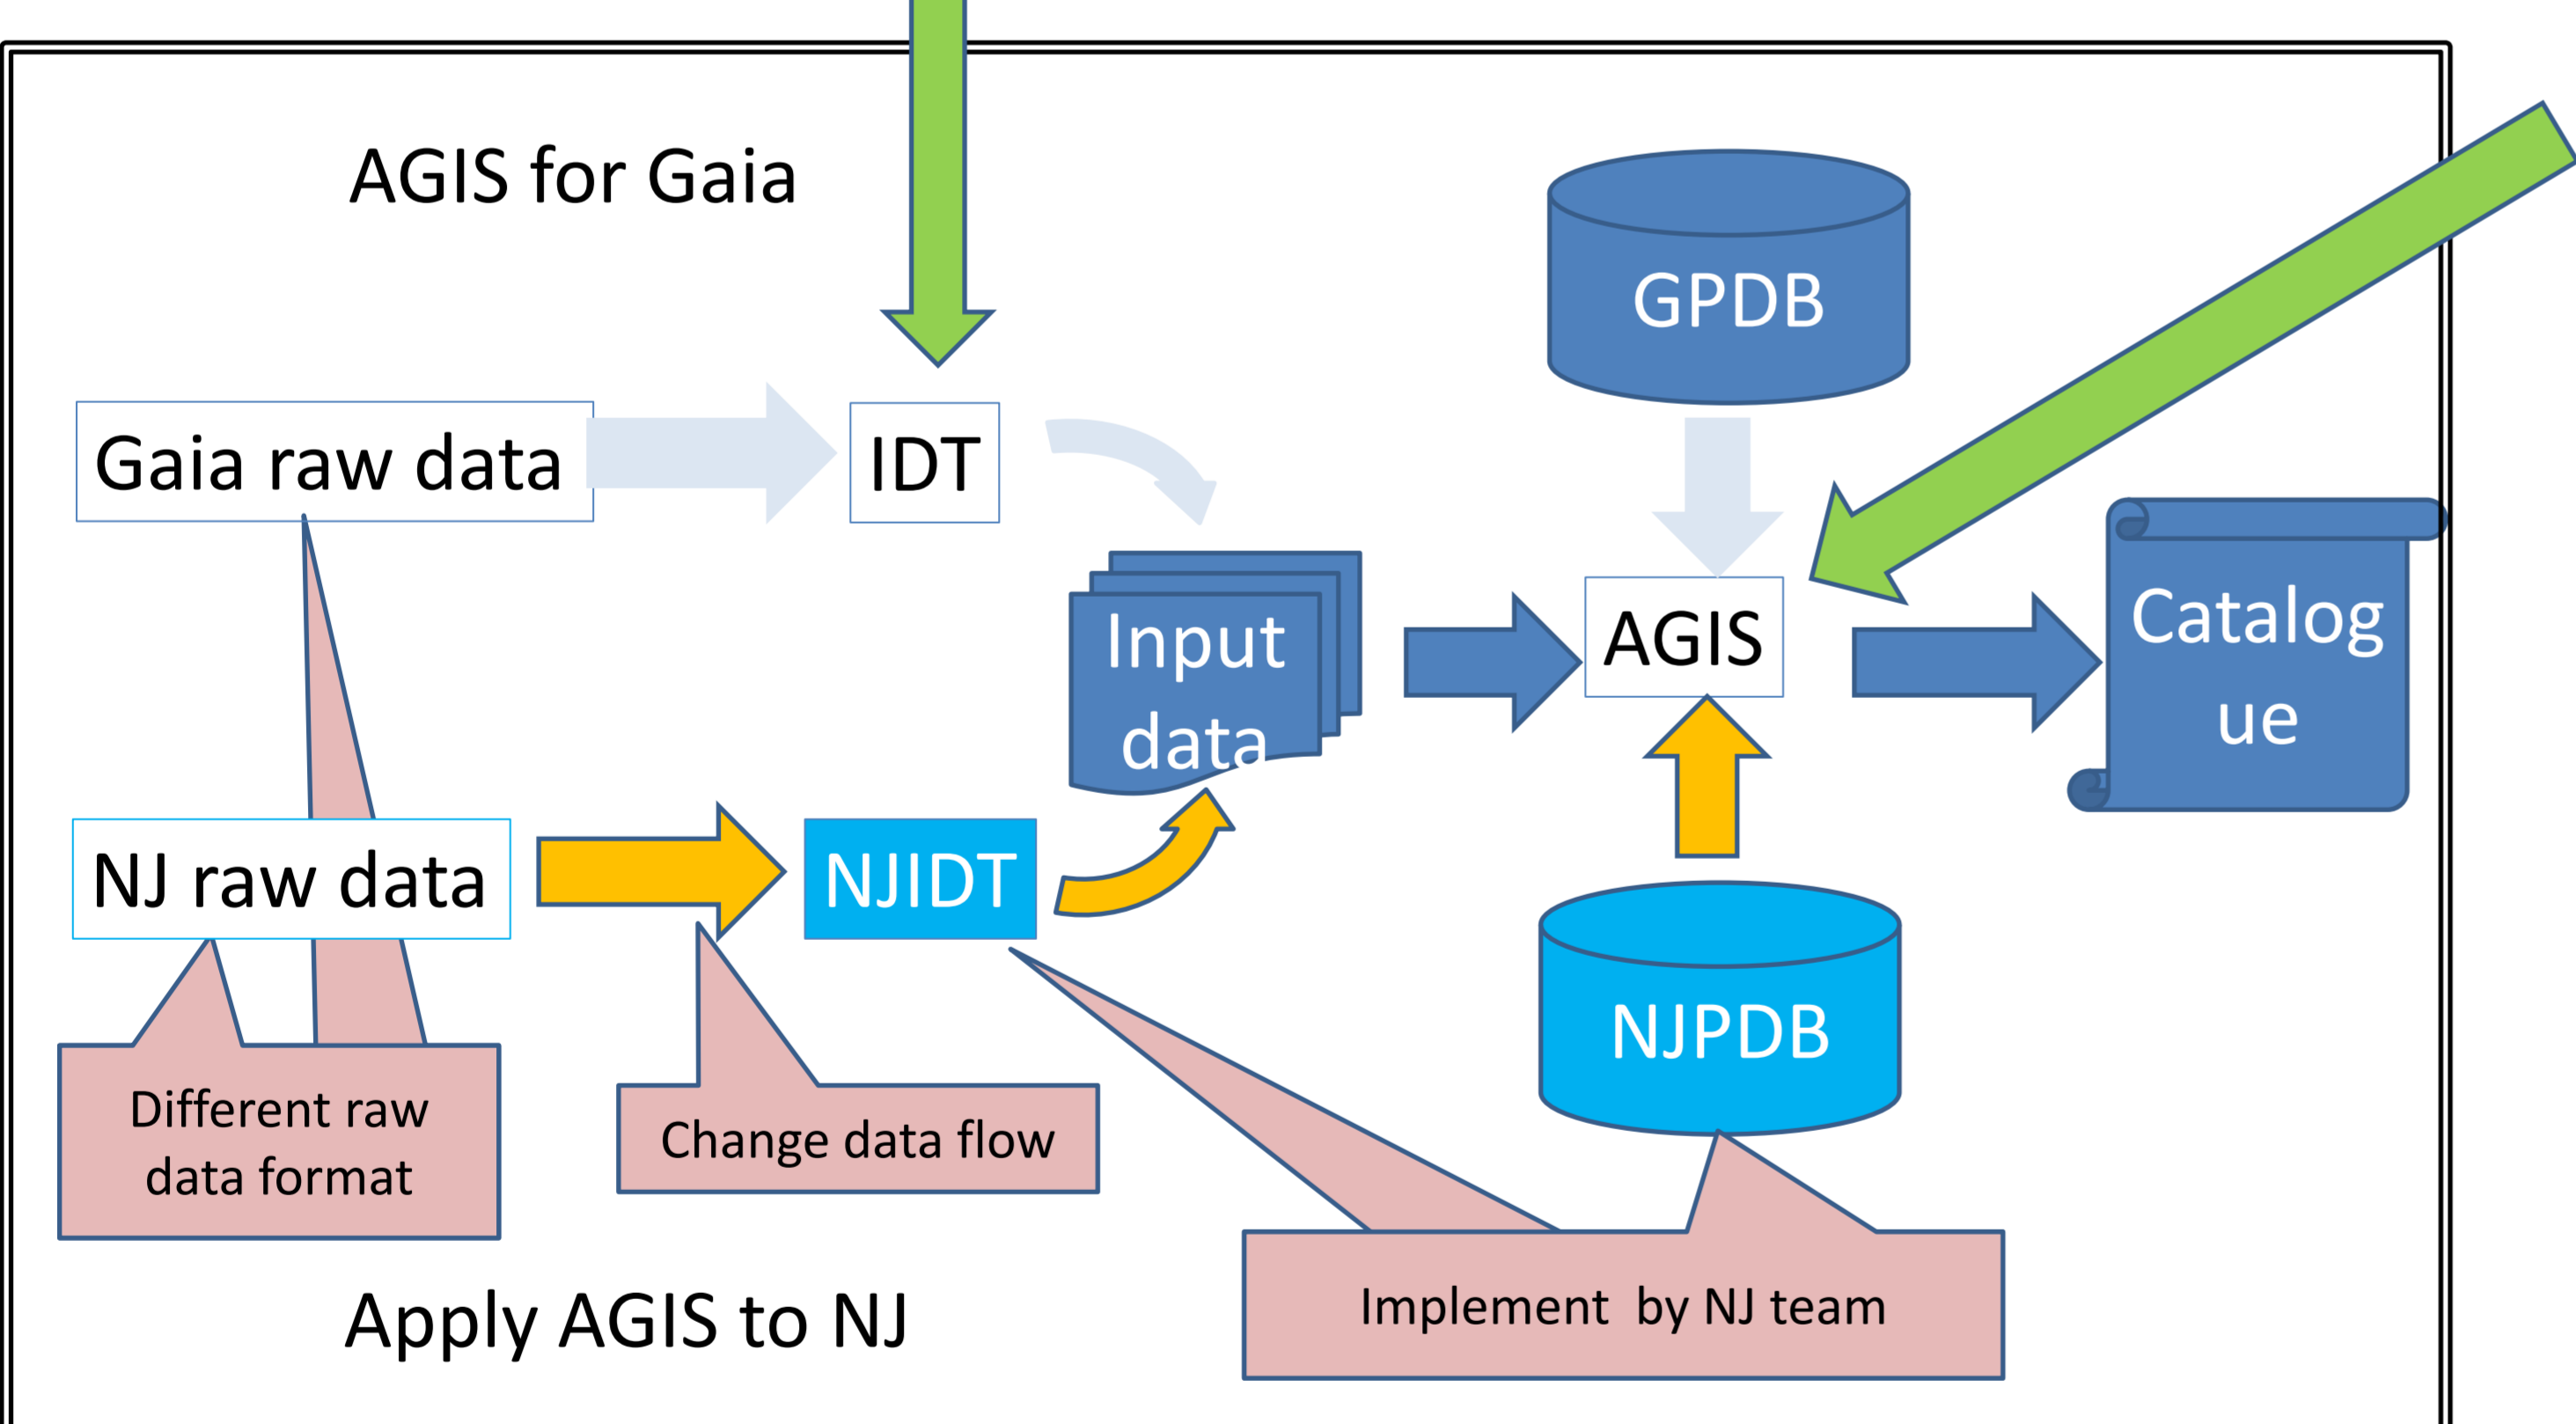 AGIS for Gaia
GPDB
Gaia raw data
IDT
Input
data
AGIS
Catalog
ue
NJ raw data
NJIDT
NJPDB
Different raw
data format
Change data flow
Implement  by NJ team
Apply AGIS to NJ